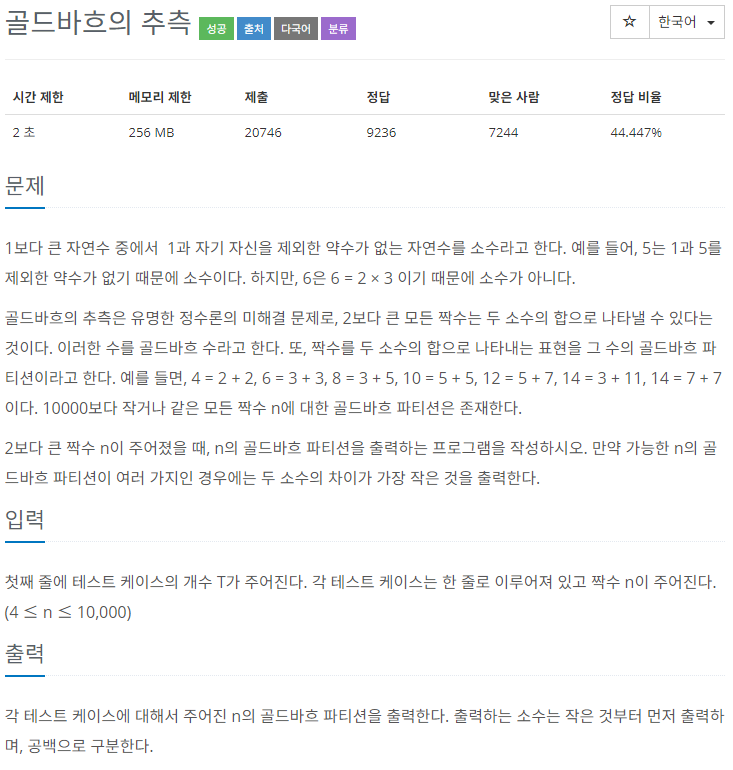 골드바흐의 추측 성공 출처 다국어 분류 ☆ 한국어
시간 제한 메모리 제한 제출 정답 맞은 사람 정답 비율
2 초 256 MB 20746 9236 7244 44.447%
문제
1보다 큰 자연수 중에서  1과 자기 자신을 제외한 약수가 없는 자연수를 소수라고 한다. 예를 들어, 5는 1과 5를
제외한 약수가 없기 때문에 소수이다. 하지만, 6은 6 = 2 × 3 이기 때문에 소수가 아니다.
골드바흐의 추측은 유명한 정수론의 미해결 문제로, 2보다 큰 모든 짝수는 두 소수의 합으로 나타낼 수 있다는
것이다. 이러한 수를 골드바흐 수라고 한다. 또, 짝수를 두 소수의 합으로 나타내는 표현을 그 수의 골드바흐 파
티션이라고 한다. 예를 들면, 4 = 2 + 2, 6 = 3 + 3, 8 = 3 + 5, 10 = 5 + 5, 12 = 5 + 7, 14 = 3 + 11, 14 = 7 + 7
이다. 10000보다 작거나 같은 모든 짝수 n에 대한 골드바흐 파티션은 존재한다.
2보다 큰 짝수 n이 주어졌을 때, n의 골드바흐 파티션을 출력하는 프로그램을 작성하시오. 만약 가능한 n의 골
드바흐 파티션이 여러 가지인 경우에는 두 소수의 차이가 가장 작은 것을 출력한다.
입력
첫째 줄에 테스트 케이스의 개수 T가 주어진다. 각 테스트 케이스는 한 줄로 이루어져 있고 짝수 n이 주어진다.
(4 ≤ n ≤ 10,000)
출력
각 테스트 케이스에 대해서 주어진 n의 골드바흐 파티션을 출력한다. 출력하는 소수는 작은 것부터 먼저 출력하
며, 공백으로 구분한다.